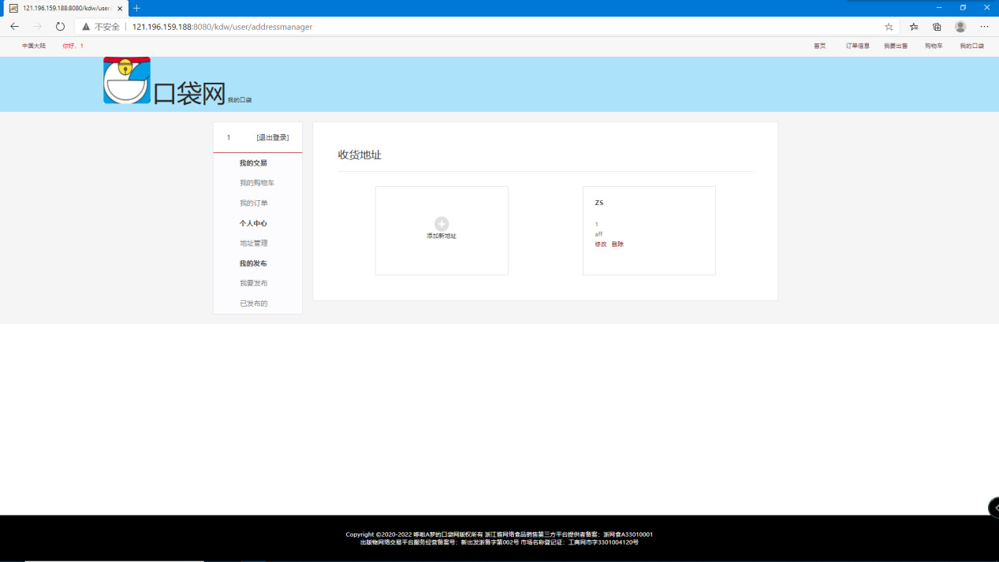 121.196.159.188:8080/kdw/user/
不安全 121.196.159.188:8080/kdw/user/addressmanager
中国大陆 你好，1 首页 订单信息 我要出售 购物车 我的口袋
口袋网 我的口袋
1 [退出登录]
我的交易
我的购物车
我的订单
个人中心
地址管理
我的发布
我要发布
已发布的
收货地址
添加新地址
ZS
1
aff
修改 删除
Copyright ©2020-2022 哆啦A梦的口袋网版权所有 浙江省网络食品销售第三方平台提供者备案：浙网食A33010001
出版物网络交易平台服务经营备案号：新出发浙备字第002号 市场名称登记证：工商网市字3301004120号